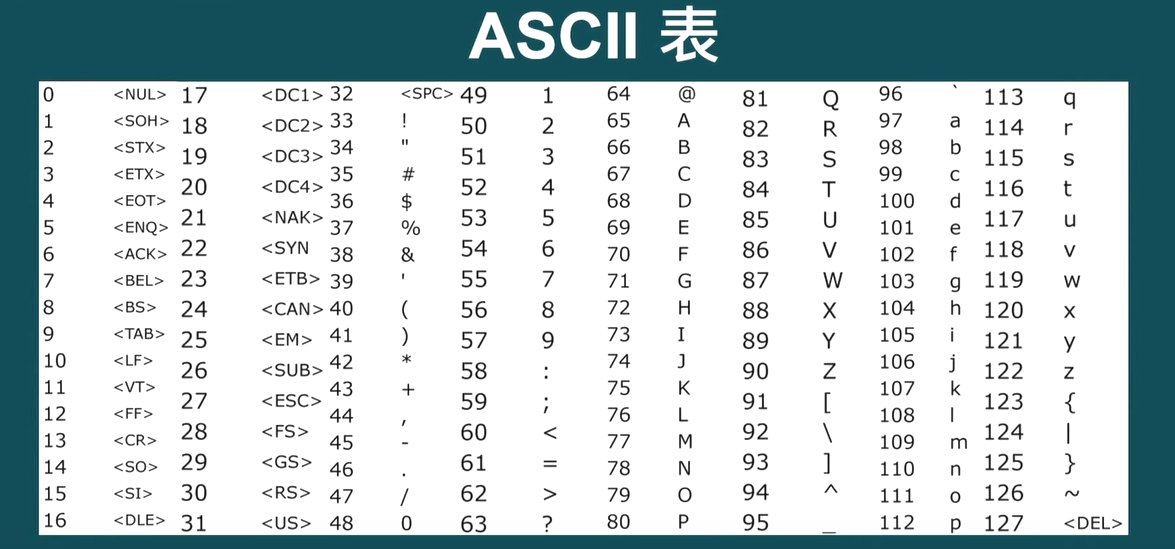 ASCII 表
0 <NUL>
1 <SOH>
2 <STX>
3 <ETX>
4 <EOT>
5 <ENQ>
6 <ACK>
7 <BEL>
8 <BS>
9 <TAB>
10 <LF>
11 <VT>
12 <FF>
13 <CR>
14 <SO>
15 <SI>
16 <DLE>
17 <DC1>
18 <DC2>
19 <DC3>
20 <DC4>
21 <NAK>
22 <SYN
23 <ETB>
24 <CAN>
25 <EM>
26 <SUB>
27 <ESC>
28 <FS>
29 <GS>
30 <RS>
31 <US>
32 <SPC>
33 !
34 "
35 #
36 $
37 %
38 &
39 '
40 (
41 )
42 *
43 +
44 ,
45 -
46 .
47 /
48 0
49 1
50 2
51 3
52 4
53 5
54 6
55 7
56 8
57 9
58 :
59 ;
60 <
61 =
62 >
63 ?
64 @
65 A
66 B
67 C
68 D
69 E
70 F
71 G
72 H
73 I
74 J
75 K
76 L
77 M
78 N
79 O
80 P
81 Q
82 R
83 S
84 T
85 U
86 V
87 W
88 X
89 Y
90 Z
91 [
92 \
93 ]
94 ^
95 _
96 `
97 a
98 b
99 c
100 d
101 e
102 f
103 g
104 h
105 i
106 j
107 k
108 l
109 m
110 n
111 o
112 p
113 q
114 r
115 s
116 t
117 u
118 v
119 w
120 x
121 y
122 z
123 {
124 |
125 }
126 ~
127 <DEL>